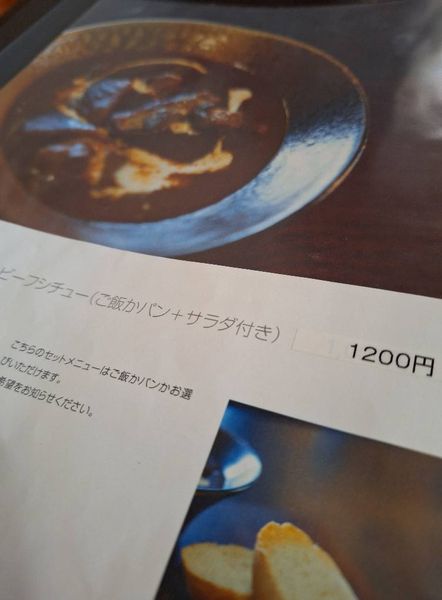 ビーフシチュー(ご飯かパン+サラダ付き) 1200円
こちらのセットメニューはご飯かパンかお選
びいただけます。
希望をお知らせください。